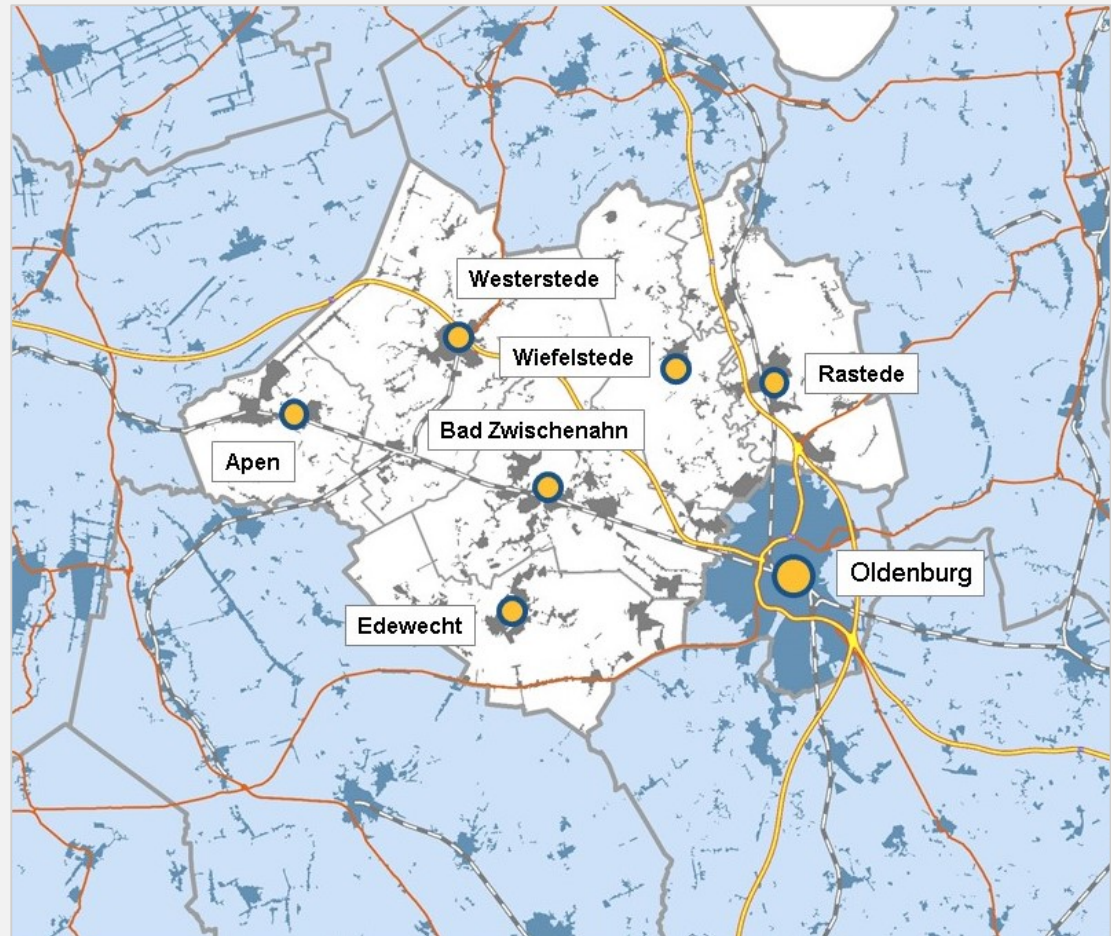 Westerstede
Wiefelstede
Rastede
Bad Zwischenahn
Apen
Oldenburg
Edewecht